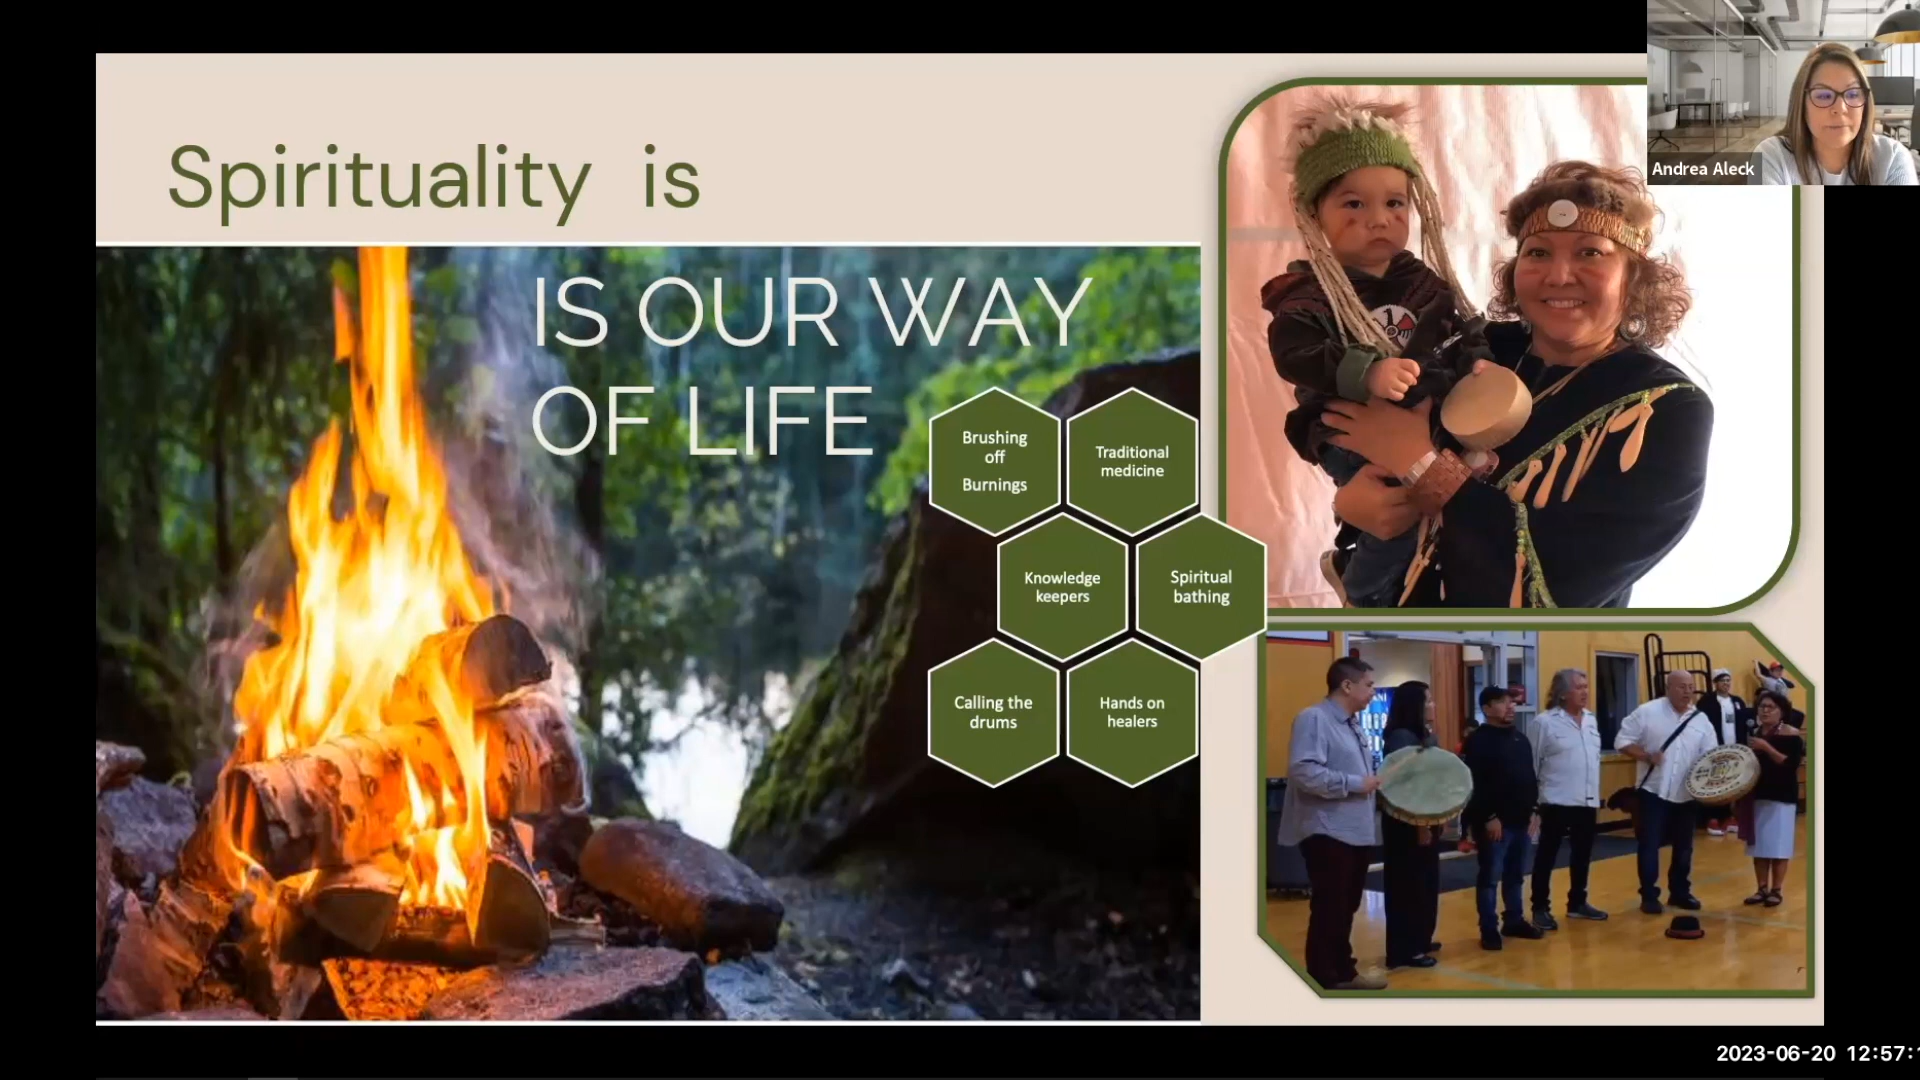 Spirituality is
IS OUR WAY
OF LIFE
Brushing
off
Burnings
Traditional
medicine
Knowledge
keepers
Spiritual
bathing
Calling the
drums
Hands on
healers
Andrea Aleck
2023-06-20 12:57: